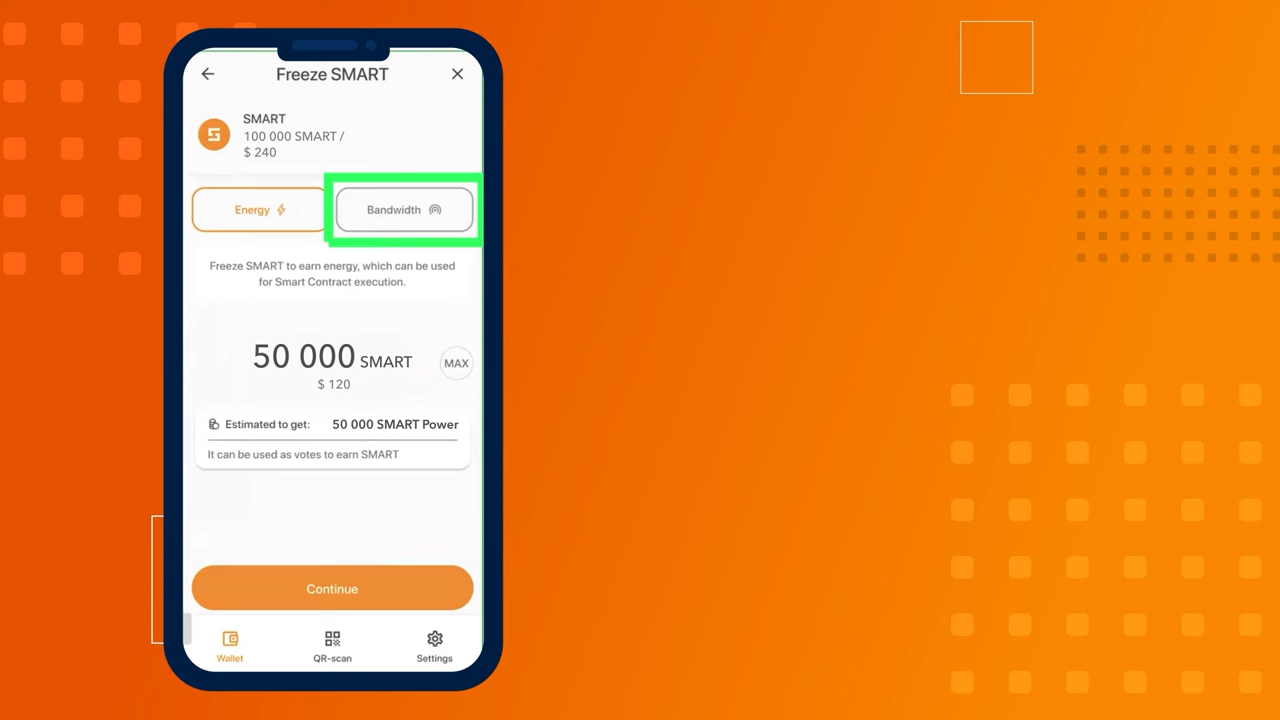 Freeze SMART
SMART
100 000 SMART /
$ 240
Energy
Bandwidth
Freeze SMART to earn energy, which can be used
for Smart Contract execution.
50 000 SMART
MAX
$ 120
Estimated to get: 50 000 SMART Power
It can be used as votes to earn SMART
Continue
Wallet
QR-scan
Settings